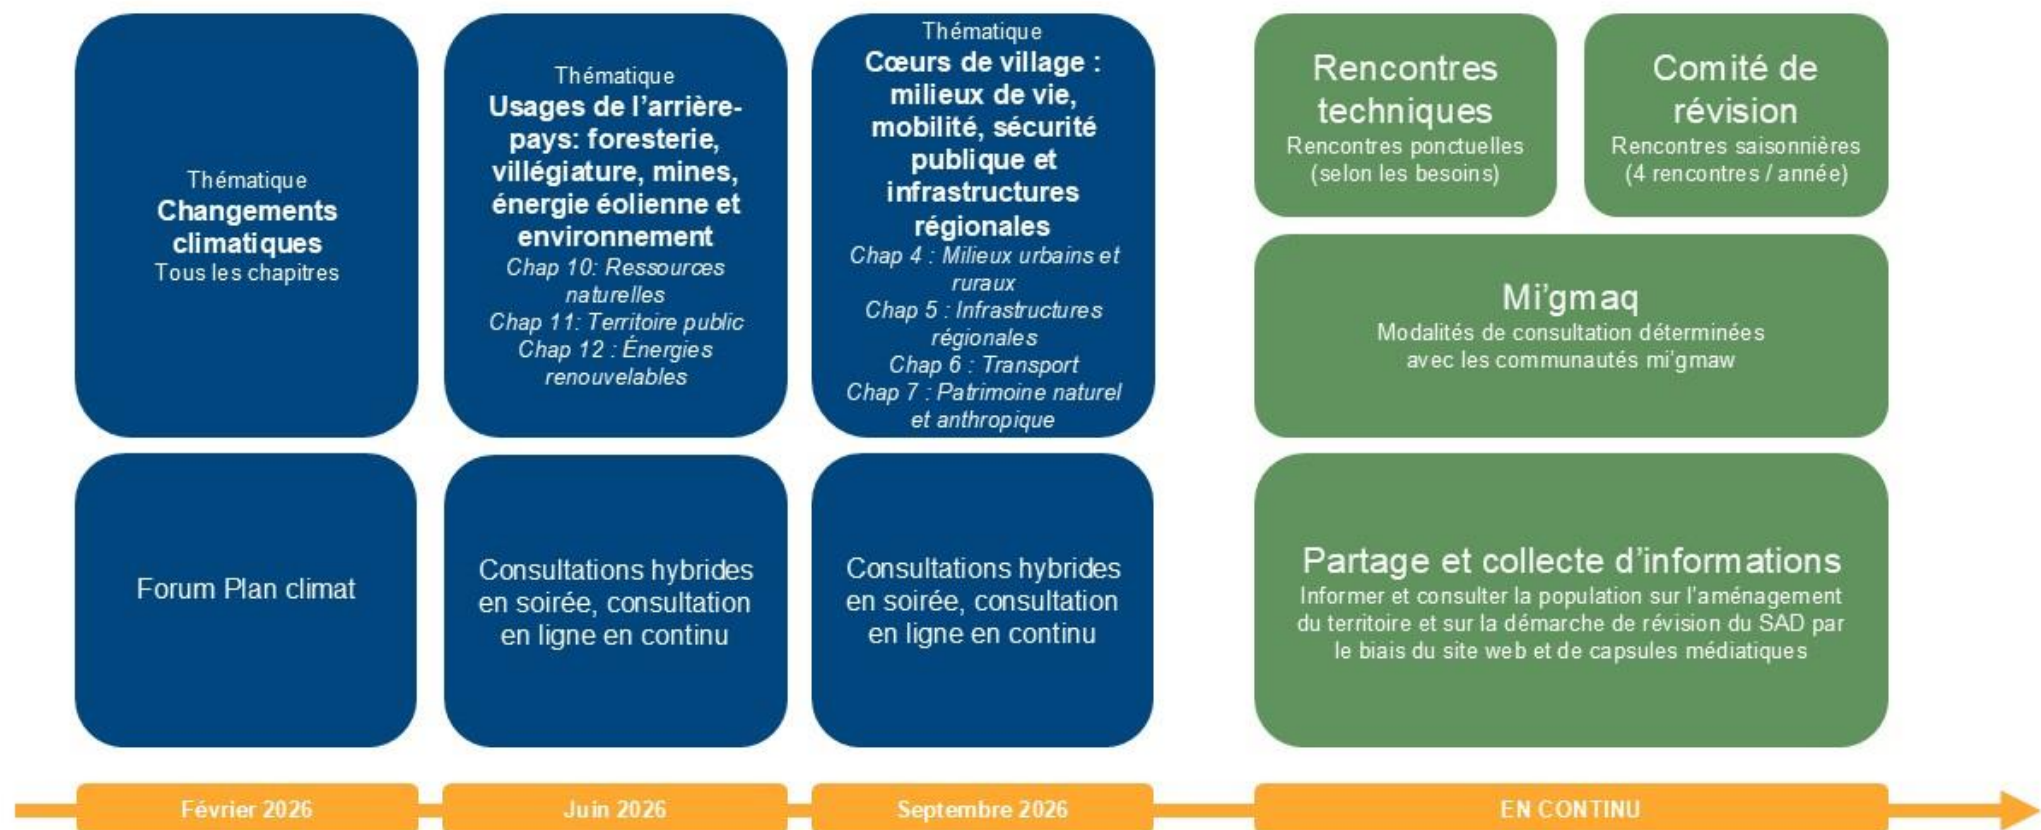 Thématique
Changements
climatiques
Tous les chapitres
Forum Plan climat
Février 2026
Thématique
Usages de l'arrière-
pays: foresterie,
villégiature, mines,
énergie éolienne et
environnement
Chap 10: Ressources
naturelles
Chap 11: Territoire public
Chap 12 : Énergies
renouvelables
Consultations hybrides
en soirée, consultation
en ligne en continu
Juin 2026
Thématique
Cœurs de village :
milieux de vie,
mobilité, sécurité
publique et
infrastructures
régionales
Chap 4 : Milieux urbains et
ruraux
Chap 5 : Infrastructures
régionales
Chap 6 : Transport
Chap 7 : Patrimoine naturel
et anthropique
Consultations hybrides
en soirée, consultation
en ligne en continu
Septembre 2026
Rencontres
techniques
Rencontres ponctuelles
(selon les besoins)
Comité de
révision
Rencontres saisonnières
(4 rencontres / année)
Mi'gmaq
Modalités de consultation déterminées
avec les communautés mi'gmaw
Partage et collecte d'informations
Informer et consulter la population sur l'aménagement
du territoire et sur la démarche de révision du SAD par
le biais du site web et de capsules médiatiques
EN CONTINU